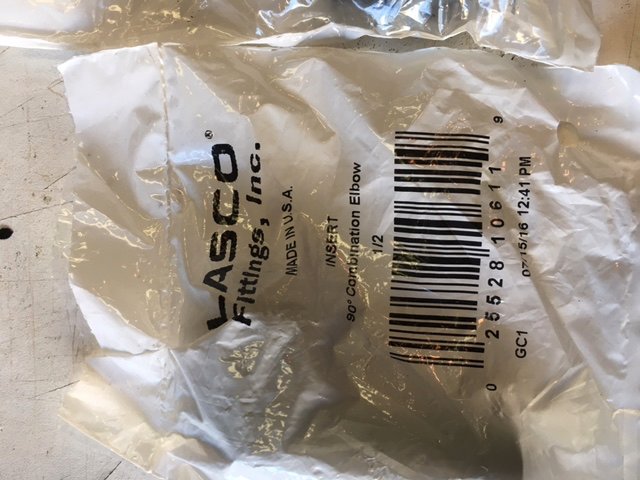 LASCO®
Fittings, Inc.
MADE IN U.S.A.
INSERT
90° Combination Elbow
1/2
0 25528 10611 9
GC1 07/15/16 12:41 PM